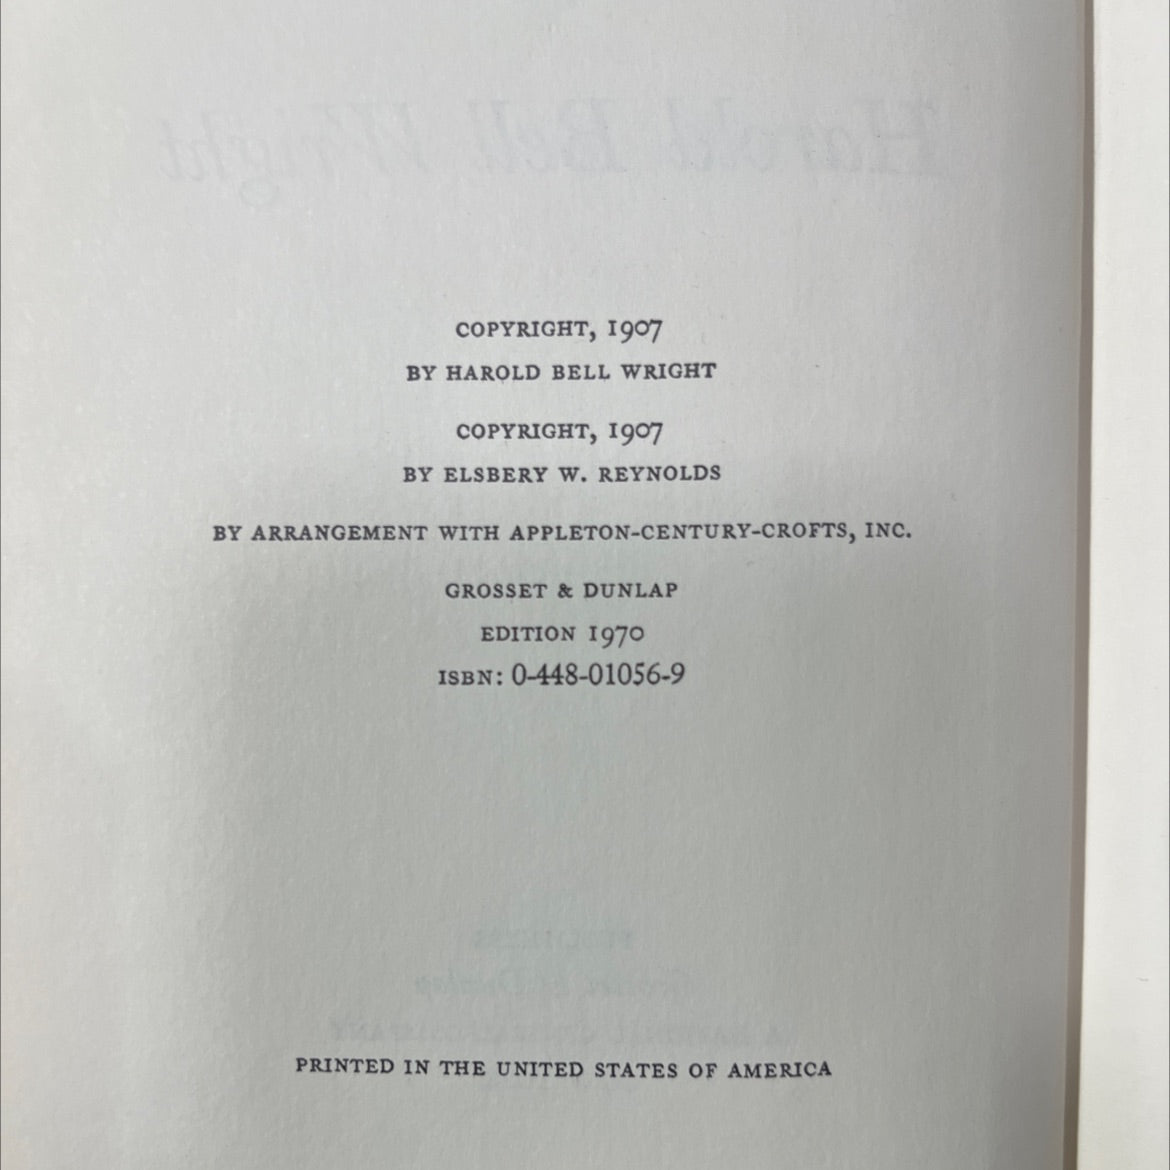 COPYRIGHT, 1907
BY HAROLD BELL WRIGHT
COPYRIGHT, 1907
BY ELSBERY W. REYNOLDS
BY ARRANGEMENT WITH APPLETON-CENTURY-CROFTS, INC.
GROSSET & DUNLAP
EDITION 1970
ISBN: 0-448-01056-9
PRINTED IN THE UNITED STATES OF AMERICA